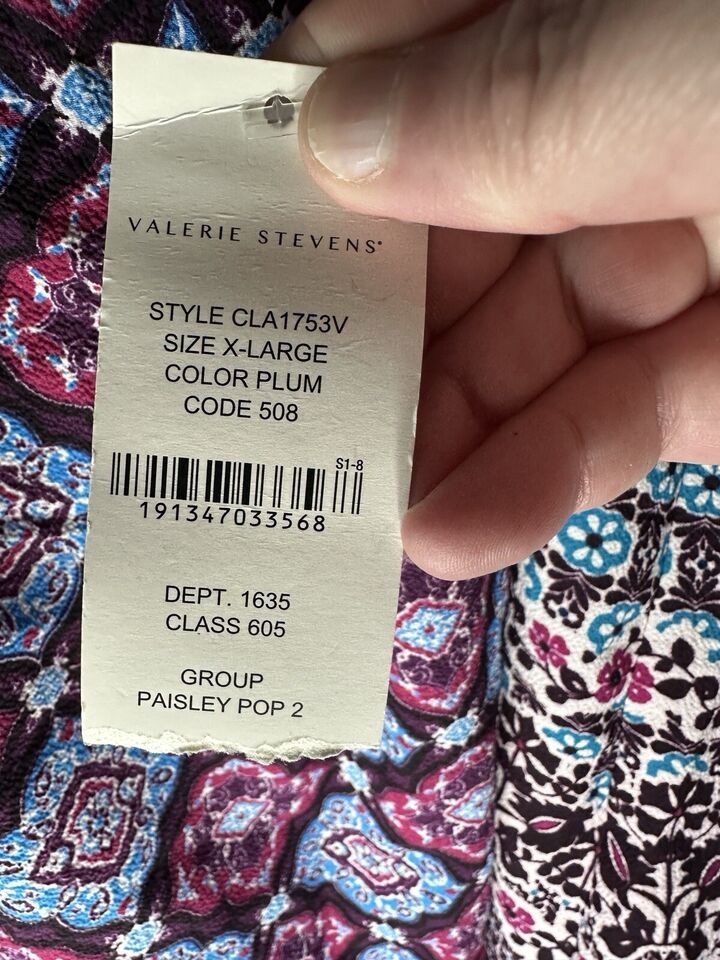 VALERIE STEVENS
STYLE CLA1753V
SIZE X-LARGE
COLOR PLUM
CODE 508
S1-8
191347033568
DEPT. 1635
CLASS 605
GROUP
PAISLEY POP 2